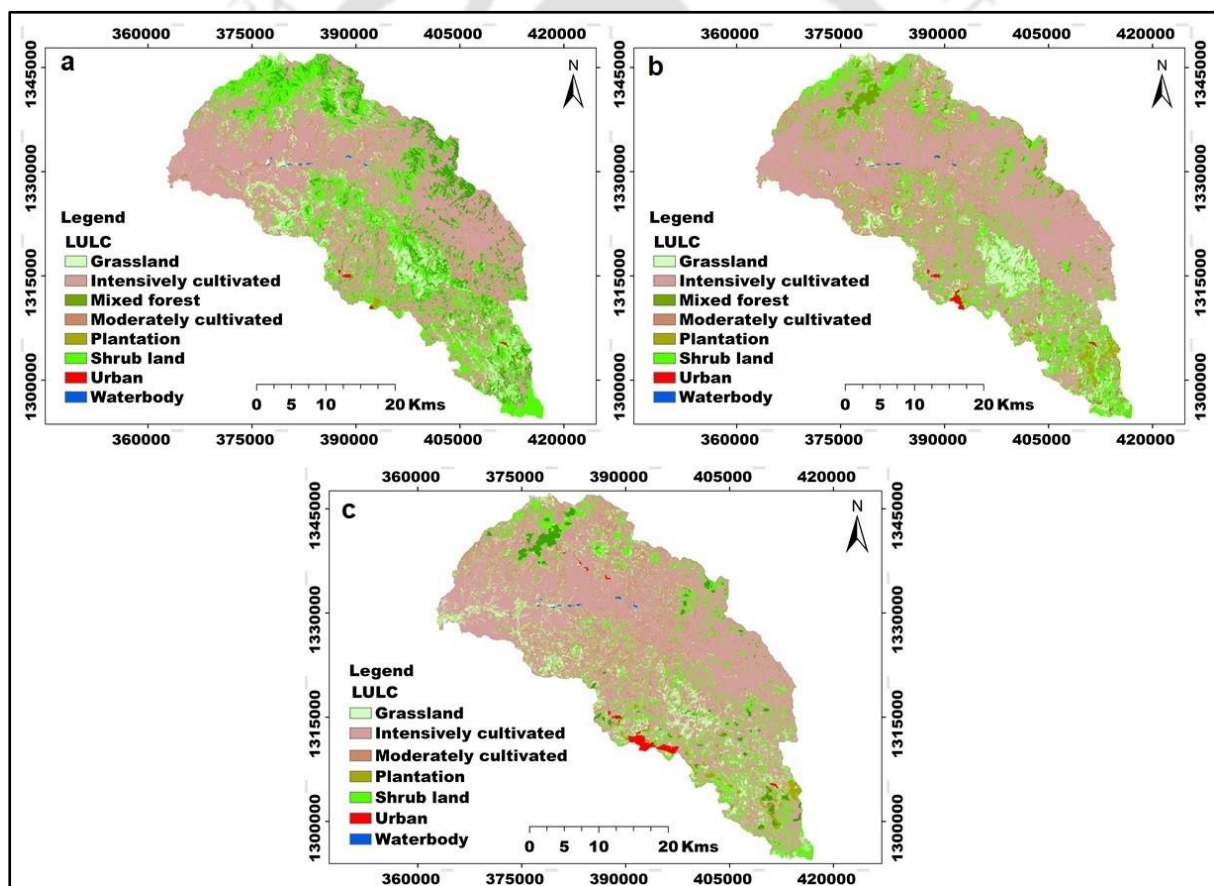 360000 375000 390000 405000 420000
360000 375000 390000 405000 420000
a
N
b
N
1345000
1345000
1345000
1345000
1330000
1330000
1330000
1330000
Legend
LULC
Grassland
Intensively cultivated
Mixed forest
Moderately cultivated
Plantation
Shrub land
Urban
Waterbody
Legend
LULC
Grassland
Intensively cultivated
Mixed forest
Moderately cultivated
Plantation
Shrub land
Urban
Waterbody
1315000
1315000
1315000
1315000
1300000
1300000
1300000
1300000
0 5 10 20 Kms
0 5 10 20 Kms
360000 375000 390000 405000 420000
360000 375000 390000 405000 420000
360000 375000 390000 405000 420000
c
N
1345000
1345000
1330000
1330000
Legend
LULC
Grassland
Intensively cultivated
Moderately cultivated
Plantation
Shrub land
Urban
Waterbody
1315000
1315000
1300000
1300000
0 5 10 20 Kms
360000 375000 390000 405000 420000